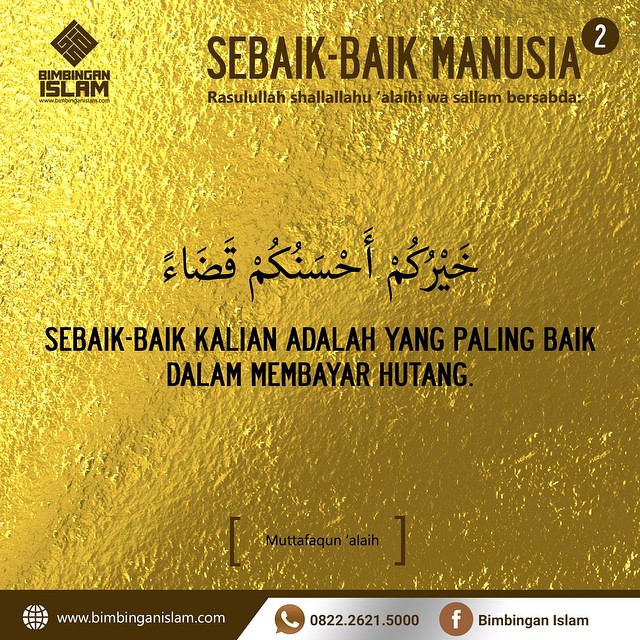 BIMBINGAN
ISLAM
www.bimbinganislam.com
SEBAIK-BAIK MANUSIA 2
Rasulullah shallallahu 'alaihi wa sallam bersabda:
خَيْرُكُمْ أَحْسَنُكُمْ قَضَاءً
SEBAIK-BAIK KALIAN ADALAH YANG PALING BAIK
DALAM MEMBAYAR HUTANG.
[ Muttafaqun 'alaih ]
www.bimbinganislam.com 0822.2621.5000 f Bimbingan Islam